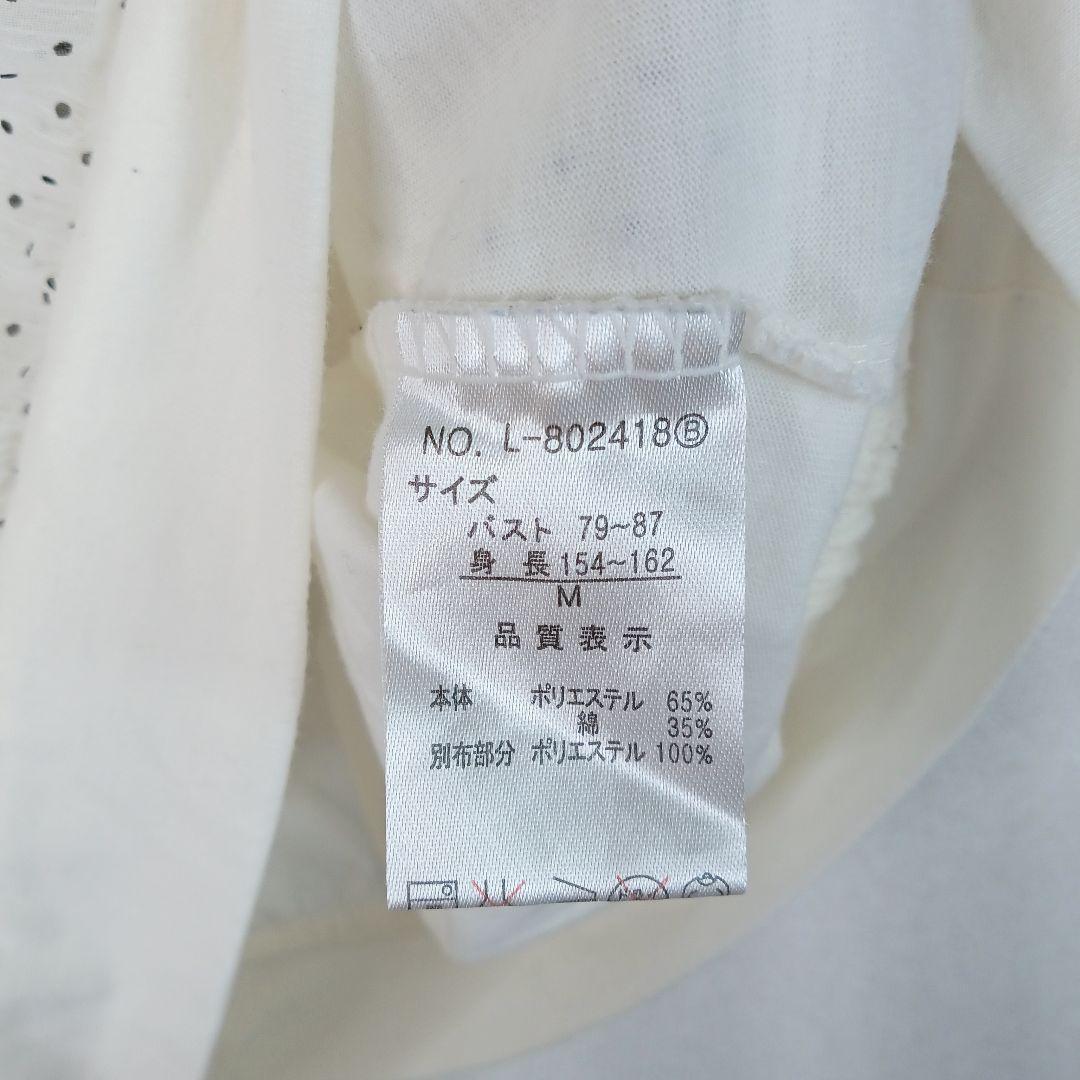 NO. L-802418Ⓑ
サイズ
バスト 79~87
身長 154~162
M
品質表示
本体 ポリエステル 65%
綿 35%
別布部分 ポリエステル 100%